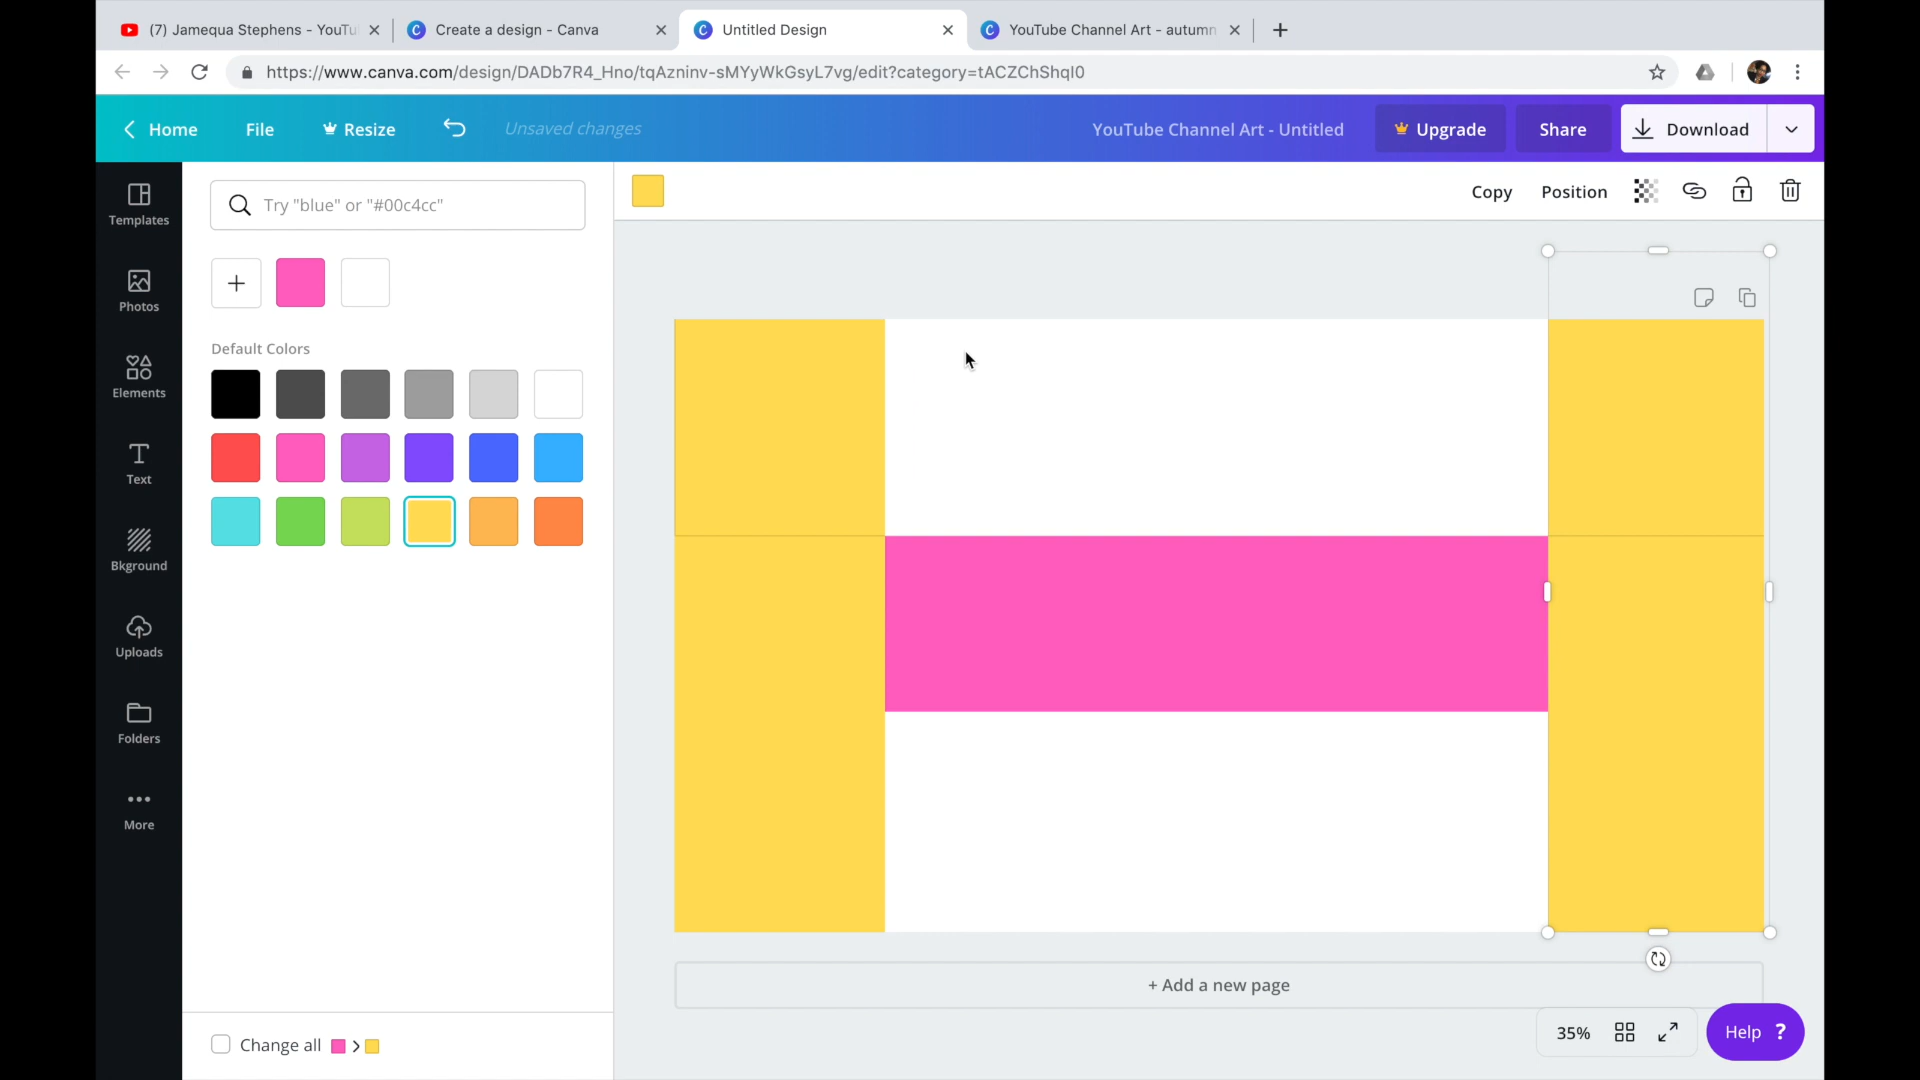 (7) Jamequa Stephens - YouTu
Create a design - Canva
Untitled Design
YouTube Channel Art - autumn
https://www.canva.com/design/DADb7R4_Hno/tqAzninv-sMYyWkGsyL7vg/edit?category=tACZChShqI0
Home
File
Resize
Unsaved changes
YouTube Channel Art - Untitled
Upgrade
Share
Download
Templates
Photos
Elements
Text
Bkground
Uploads
Folders
More
Try "blue" or "#00c4cc"
Default Colors
Change all
Copy
Position
+ Add a new page
35%
Help ?